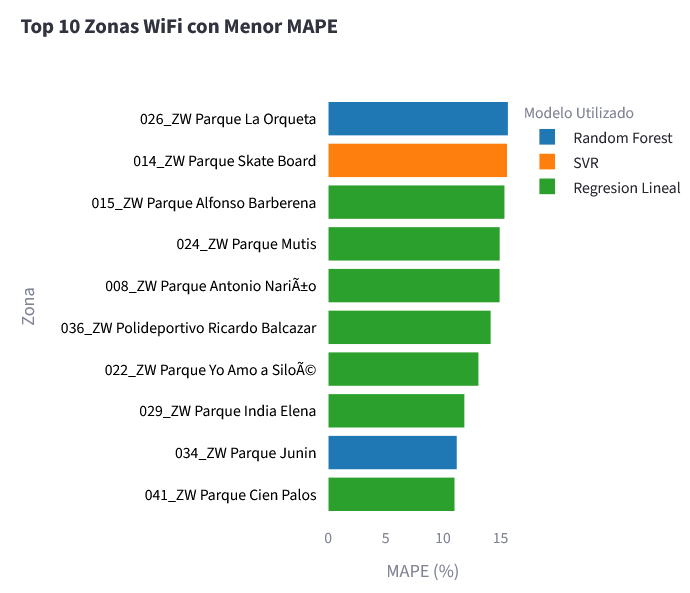 Top 10 Zonas WiFi con Menor MAPE
Modelo Utilizado
Random Forest
SVR
Regresion Lineal
Zona
026_ZW Parque La Orqueta
014_ZW Parque Skate Board
015_ZW Parque Alfonso Barberena
024_ZW Parque Mutis
008_ZW Parque Antonio NariÃ±o
036_ZW Polideportivo Ricardo Balcazar
022_ZW Parque Yo Amo a SiloÃ©
029_ZW Parque India Elena
034_ZW Parque Junin
041_ZW Parque Cien Palos
0 5 10 15
MAPE (%)